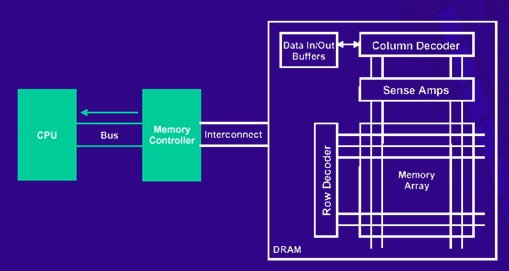 CPU
Bus
Memory
Controller
Interconnect
Data In/Out
Buffers
Column Decoder
Sense Amps
Row Decoder
Memory
Array
DRAM